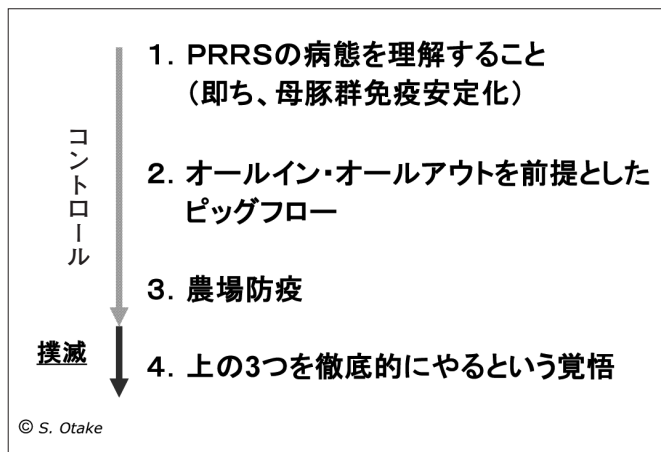 1. PRRSの病態を理解すること
（即ち、母豚群免疫安定化）
コントロール
2. オールイン・オールアウトを前提とした
ピッグフロー
3. 農場防疫
撲滅
4. 上の3つを徹底的にやるという覚悟
© S. Otake